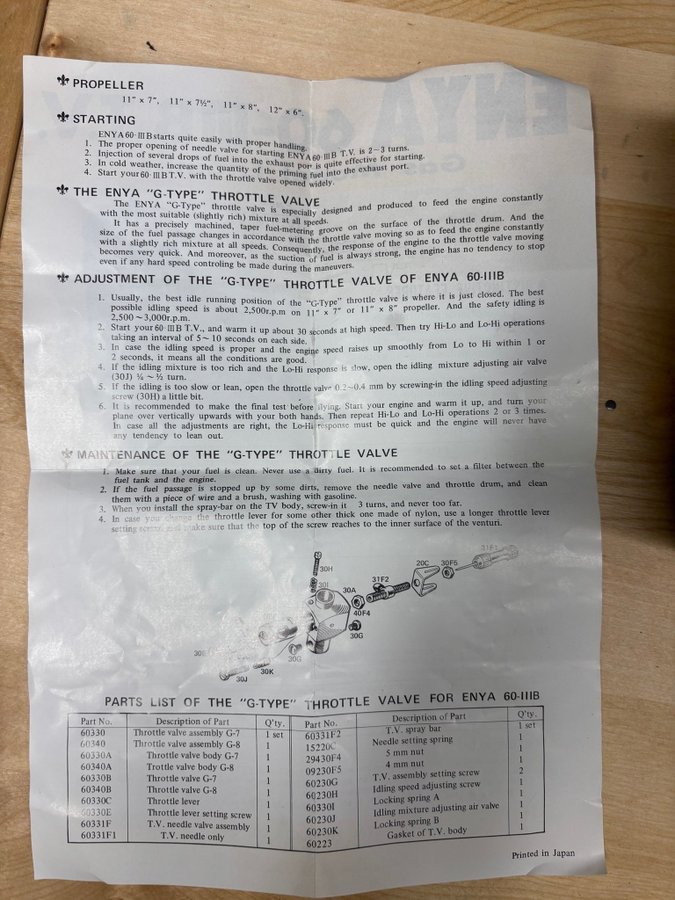 ✤ PROPELLER
11" x 7", 11" x 7½", 11" x 8", 12" x 6".
✤ STARTING
ENYA 60-IIIB starts quite easily with proper handling.
1. The proper opening of needle valve for starting ENYA 60-IIIB T.V. is 2~3 turns.
2. Injection of several drops of fuel into the exhaust port is quite effective for starting.
3. In cold weather, increase the quantity of the priming fuel into the exhaust port.
4. Start your 60-IIIB T.V. with the throttle valve opened widely.
✤ THE ENYA "G-TYPE" THROTTLE VALVE
The ENYA "G-Type" throttle valve is especially designed and produced to feed the engine constantly
with the most suitable (slightly rich) mixture at all speeds.
It has a precisely machined, taper fuel-metering groove on the surface of the throttle drum. And the
size of the fuel passage changes in accordance with the throttle valve moving so as to feed the engine constantly
with a slightly rich mixture at all speeds. Consequently, the response of the engine to the throttle valve moving
becomes very quick. And moreover, as the suction of fuel is always strong, the engine has no tendency to stop
even if any hard speed controling be made during the maneuvers.
✤ ADJUSTMENT OF THE "G-TYPE" THROTTLE VALVE OF ENYA 60-IIIB
1. Usually, the best idle running position of the "G-Type" throttle valve is where it is just closed. The best
possible idling speed is about 2,500r.p.m on 11" x 7" or 11" x 8" propeller. And the safety idling is
2,500~3,000r.p.m.
2. Start your 60-IIIB T.V., and warm it up about 30 seconds at high speed. Then try Hi-Lo and Lo-Hi operations
taking an interval of 5~10 seconds on each side.
3. In case the idling speed is proper and the engine speed raises up smoothly from Lo to Hi within 1 or
2 seconds, it means all the conditions are good.
4. If the idling mixture is too rich and the Lo-Hi response is slow, open the idling mixture adjusting air valve
(30J) ¼~½ turn.
5. If the idling is too slow or lean, open the throttle valve 0.2~0.4 mm by screwing-in the idling speed adjusting
screw (30H) a little bit.
6. It is recommended to make the final test before flying. Start your engine and warm it up, and turn your
plane over vertically upwards with your both hands. Then repeat Hi-Lo and Lo-Hi operations 2 or 3 times.
In case all the adjustments are right, the Lo-Hi response must be quick and the engine will never have
any tendency to lean out.
✤ MAINTENANCE OF THE "G-TYPE" THROTTLE VALVE
1. Make sure that your fuel is clean. Never use a dirty fuel. It is recommended to set a filter between the
fuel tank and the engine.
2. If the fuel passage is stopped up by some dirts, remove the needle valve and throttle drum, and clean
them with a piece of wire and a brush, washing with gasoline.
3. When you install the spray-bar on the TV body, screw-in it 3 turns, and never too far.
4. In case you change the throttle lever for some other thick one made of nylon, use a longer throttle lever
setting screw, and make sure that the top of the screw reaches to the inner surface of the venturi.
31F1
20C 30F5
30H
31F2
30I
30A
40F4
30G
30E
30G
30K
30J
PARTS LIST OF THE "G-TYPE" THROTTLE VALVE FOR ENYA 60-IIIB
Part No. Description of Part Q'ty. Part No. Description of Part Q'ty.
60330 Throttle valve assembly G-7 1 set 60331F2 T.V. spray bar 1 set
60340 Throttle valve assembly G-8 1 15220C Needle setting spring 1
60330A Throttle valve body G-7 1 29430F4 5 mm nut 1
60340A Trottle valve body G-8 1 09230F5 4 mm nut 1
60330B Throttle valve G-7 1 60230G T.V. assembly setting screw 2
60340B Throttle valve G-8 1 60230H Idling speed adjusting screw 1
60330C Throttle lever 1 60330I Locking spring A 1
60330E Throttle lever setting screw 1 60230J Idling mixture adjusting air valve 1
60331F T.V. needle valve assembly 1 60230K Locking spring B 1
60331F1 T.V. needle only 1 60223 Gasket of T.V. body 1
Printed in Japan